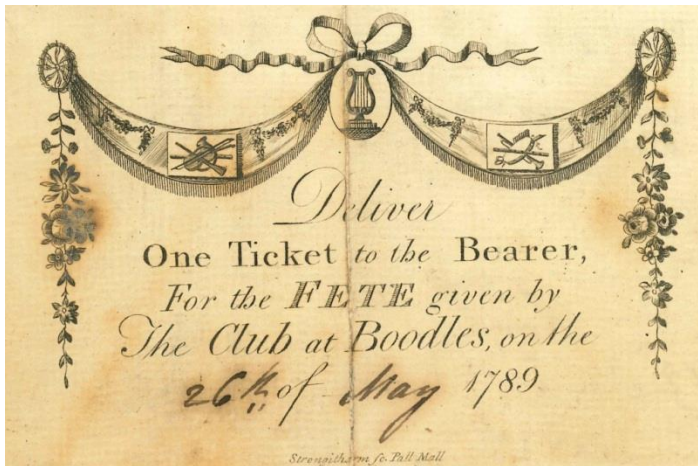 Deliver
One Ticket to the Bearer,
For the FETE given by
The Club at Boodles, on the
26th of May 1789
Strongitharm sc. Pall Mall